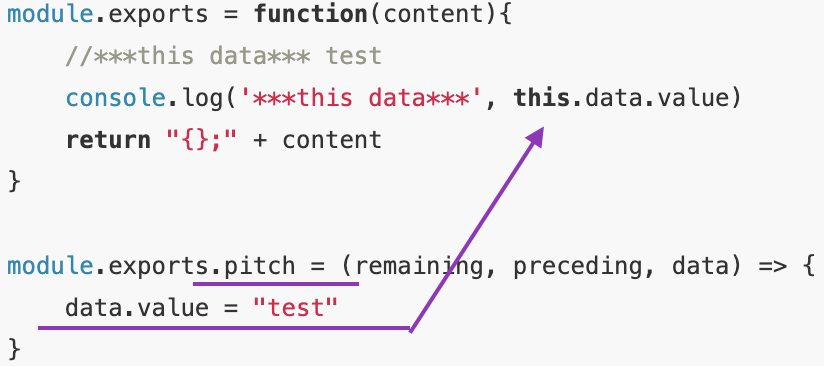 module.exports = function(content){
//***this data*** test
console.log('***this data***', this.data.value)
return "{};" + content
}
module.exports.pitch = (remaining, preceding, data) => {
data.value = "test"
}